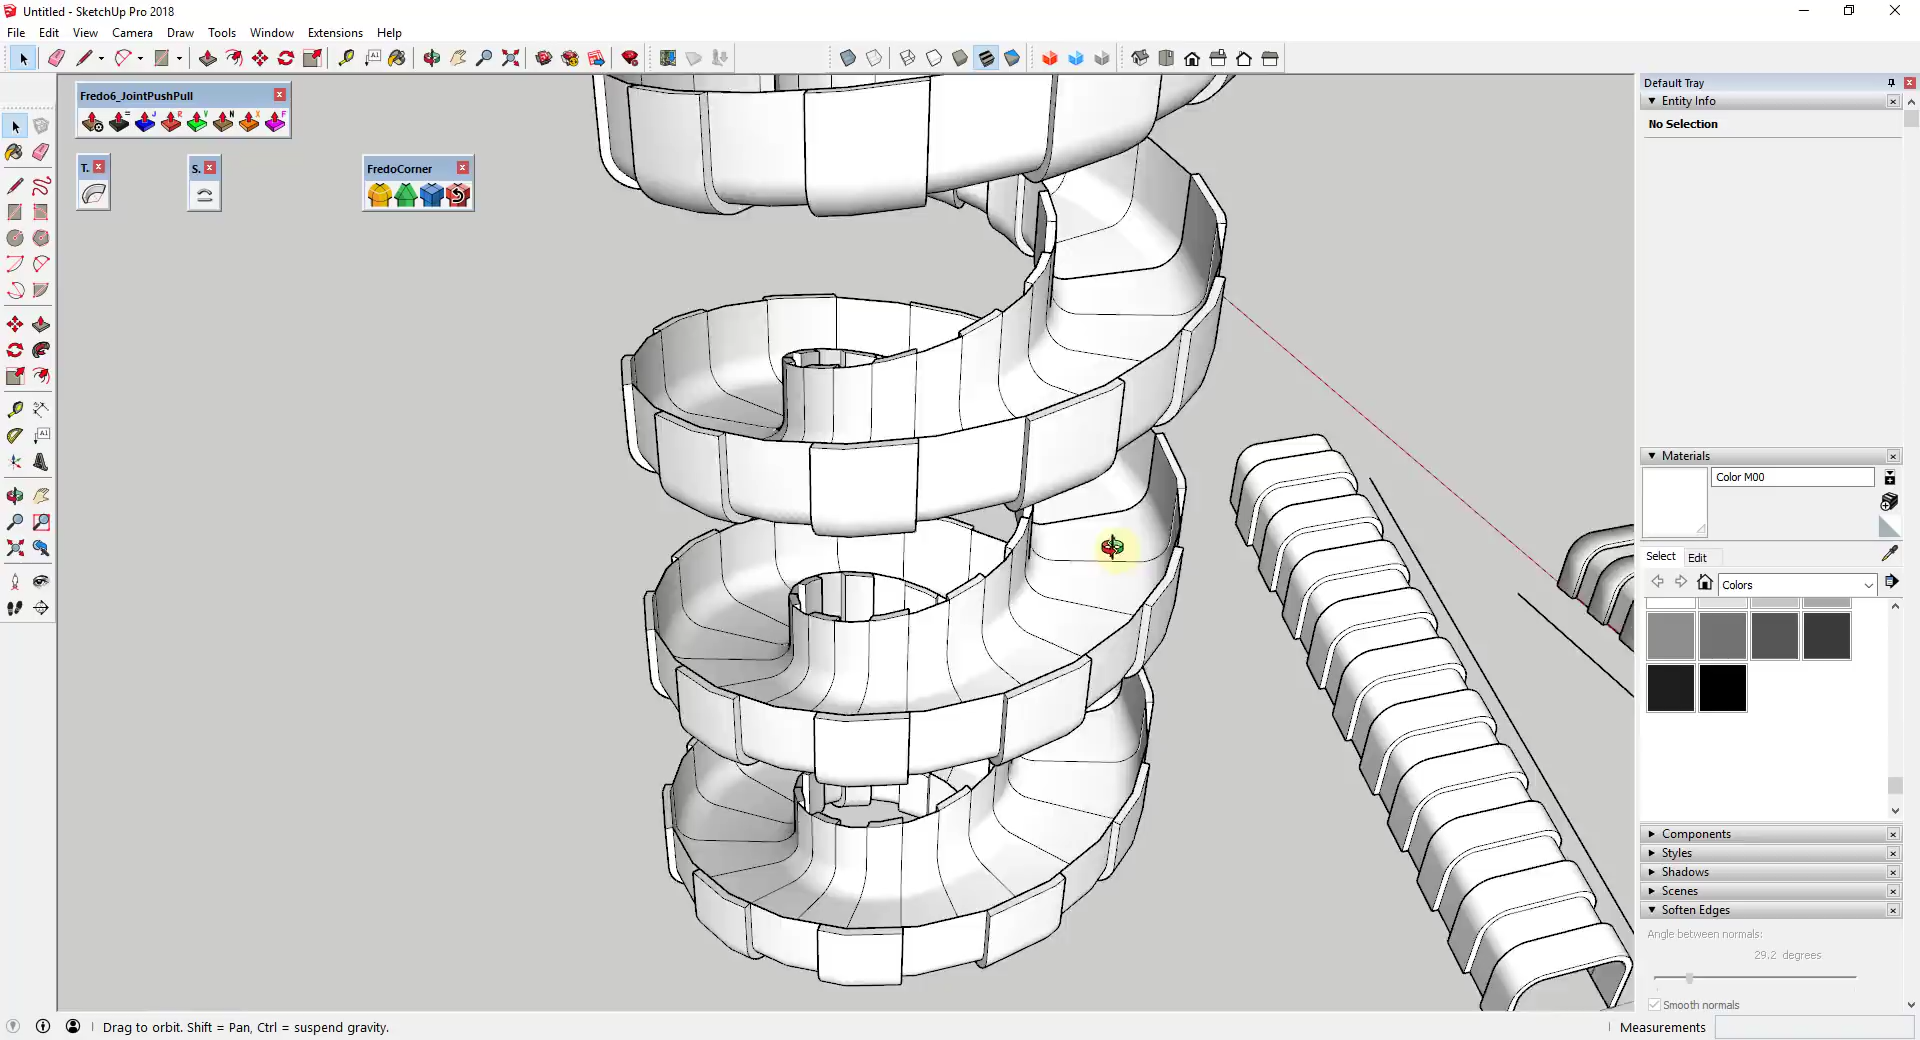 Untitled - SketchUp Pro 2018
File Edit View Camera Draw Tools Window Extensions Help
Default Tray
Fredo6_JointPushPull
Entity Info
No Selection
T.
S.
FredoCorner
Materials
Color M00
Select Edit
Colors
Components
Styles
Shadows
Scenes
Soften Edges
Angle between normals:
29.2 degrees
Smooth normals
Drag to orbit. Shift = Pan, Ctrl = suspend gravity.
Measurements